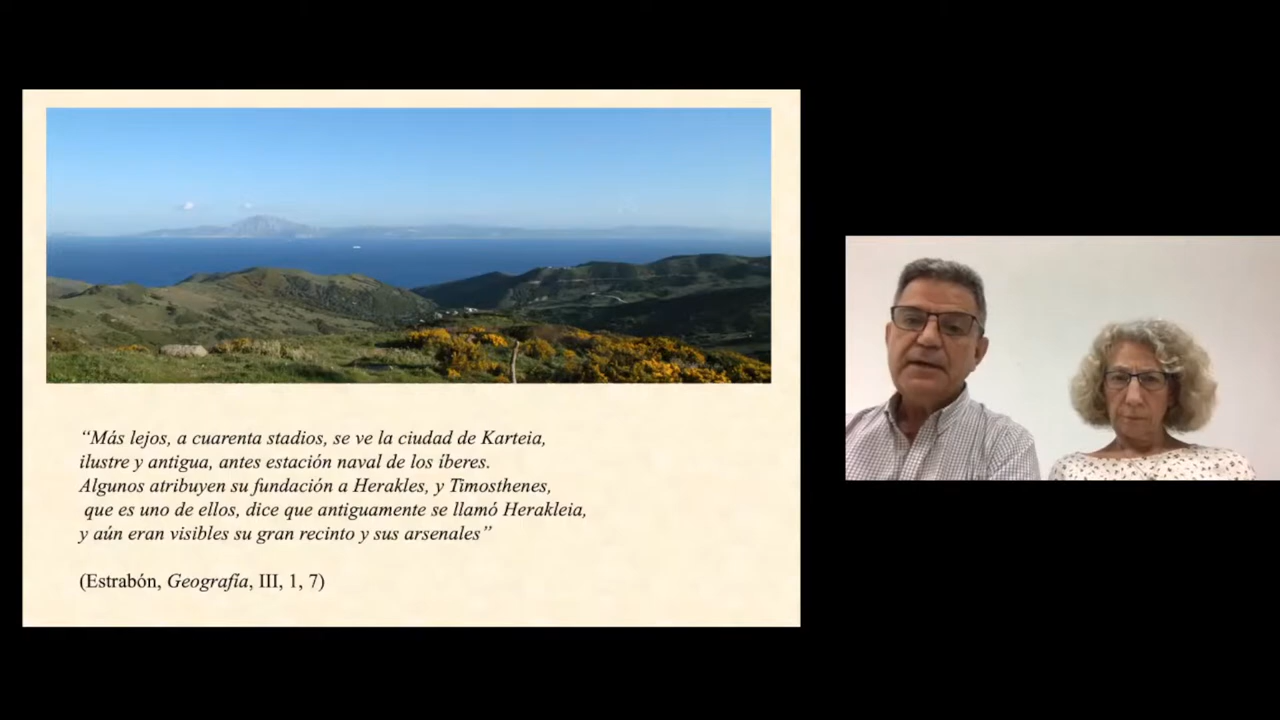 “Más lejos, a cuarenta stadios, se ve la ciudad de Karteia,
ilustre y antigua, antes estación naval de los íberes.
Algunos atribuyen su fundación a Herakles, y Timosthenes,
que es uno de ellos, dice que antiguamente se llamó Herakleia,
y aún eran visibles su gran recinto y sus arsenales”
(Estrabón, Geografía, III, 1, 7)